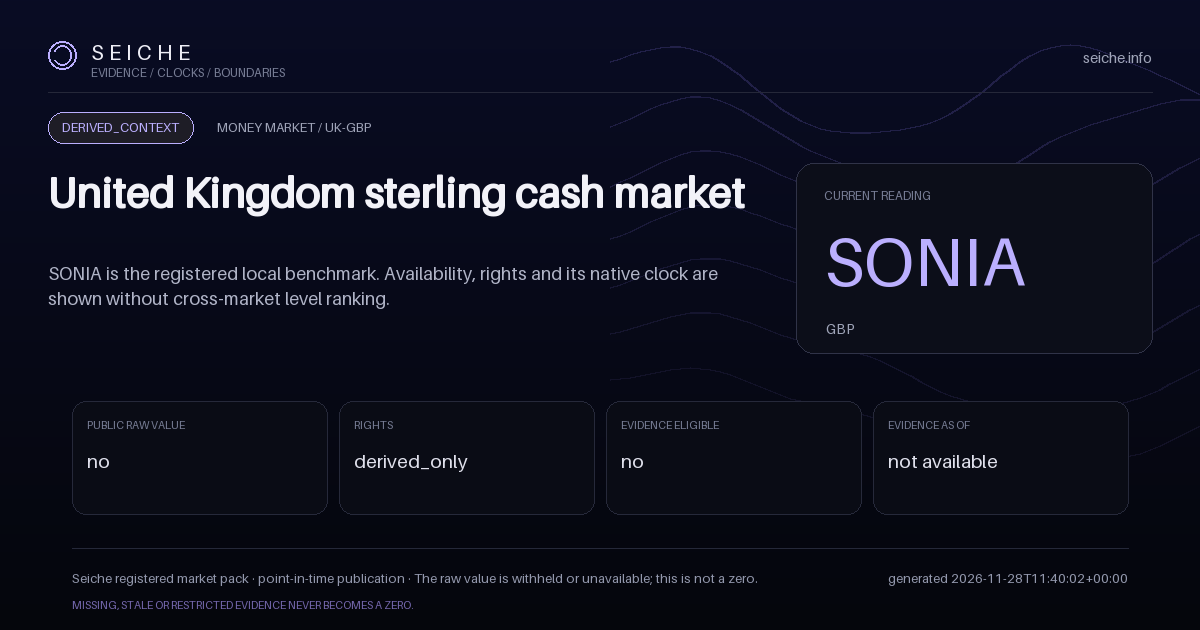 SEICHE
EVIDENCE / CLOCKS / BOUNDARIES
seiche.info
DERIVED_CONTEXT
MONEY MARKET / UK-GBP
United Kingdom sterling cash market
SONIA is the registered local benchmark. Availability, rights and its native clock are
shown without cross-market level ranking.
CURRENT READING
SONIA
GBP
PUBLIC RAW VALUE
no
RIGHTS
derived_only
EVIDENCE ELIGIBLE
no
EVIDENCE AS OF
not available
Seiche registered market pack · point-in-time publication · The raw value is withheld or unavailable; this is not a zero.
generated 2026-11-28T11:40:02+00:00
MISSING, STALE OR RESTRICTED EVIDENCE NEVER BECOMES A ZERO.